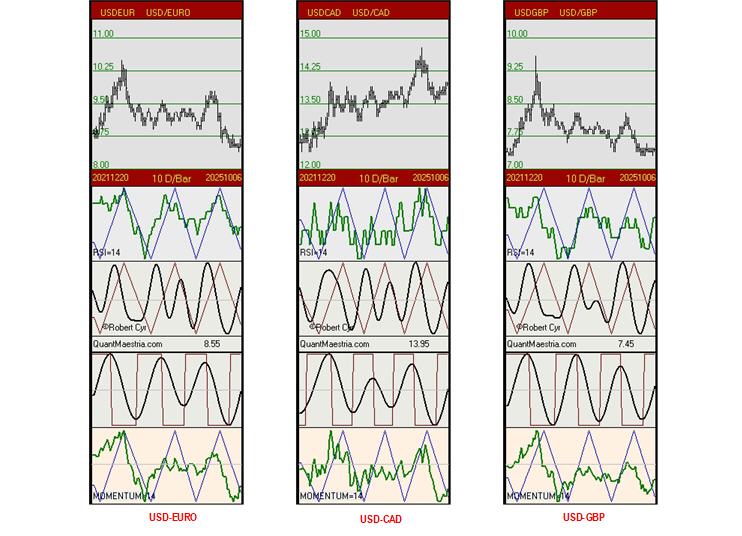 USDEUR USD/EURO
11.00
10.25
9.50
8.75
8.00
20211220 10 D/Bar 20251006
RSI=14
©Robert Cyr
QuantMaestria.com 8.55
MOMENTUM=14
USD-EURO
USDCAD USD/CAD
15.00
14.25
13.50
12.75
12.00
20211220 10 D/Bar 20251006
RSI=14
©Robert Cyr
QuantMaestria.com 13.95
MOMENTUM=14
USD-CAD
USDGBP USD/GBP
10.00
9.25
8.50
7.75
7.00
20211220 10 D/Bar 20251006
RSI=14
©Robert Cyr
QuantMaestria.com 7.45
MOMENTUM=14
USD-GBP